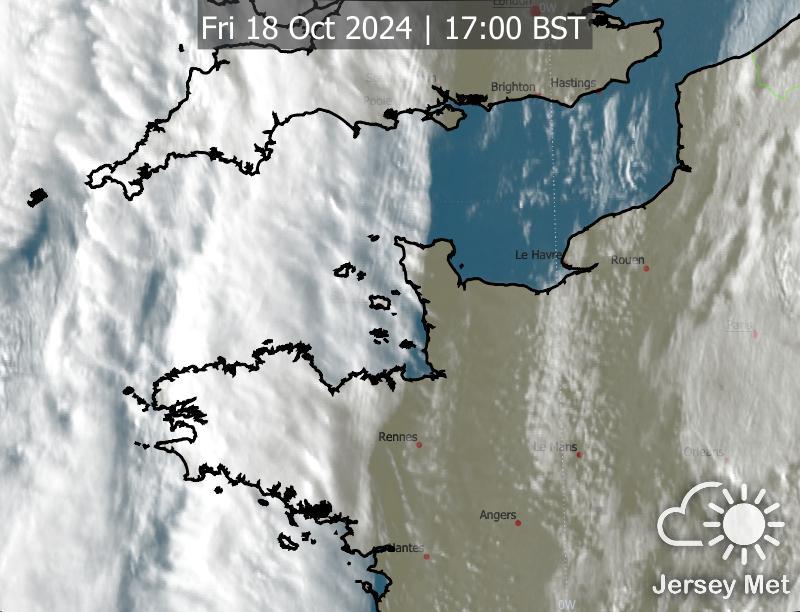 London
0W
Fri 18 Oct 2024 | 17:00 BST
Brighton
Hastings
Poole
Le Havre
Rouen
Paris
Rennes
Le Mans
Orleans
Angers
Nantes
Jersey Met
0W